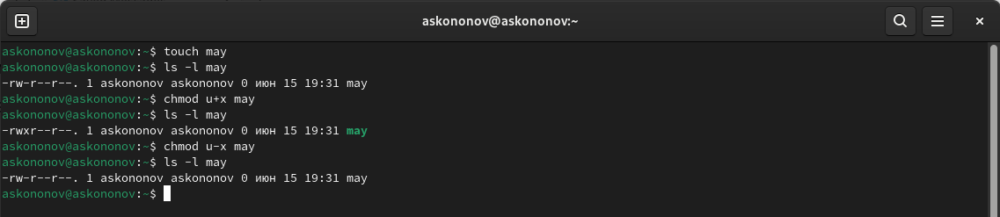 askononov@askononov:~
askononov@askononov:~$ touch may
askononov@askononov:~$ ls -l may
-rw-r--r--. 1 askononov askononov 0 июн 15 19:31 may
askononov@askononov:~$ chmod u+x may
askononov@askononov:~$ ls -l may
-rwxr--r--. 1 askononov askononov 0 июн 15 19:31 may
askononov@askononov:~$ chmod u-x may
askononov@askononov:~$ ls -l may
-rw-r--r--. 1 askononov askononov 0 июн 15 19:31 may
askononov@askononov:~$